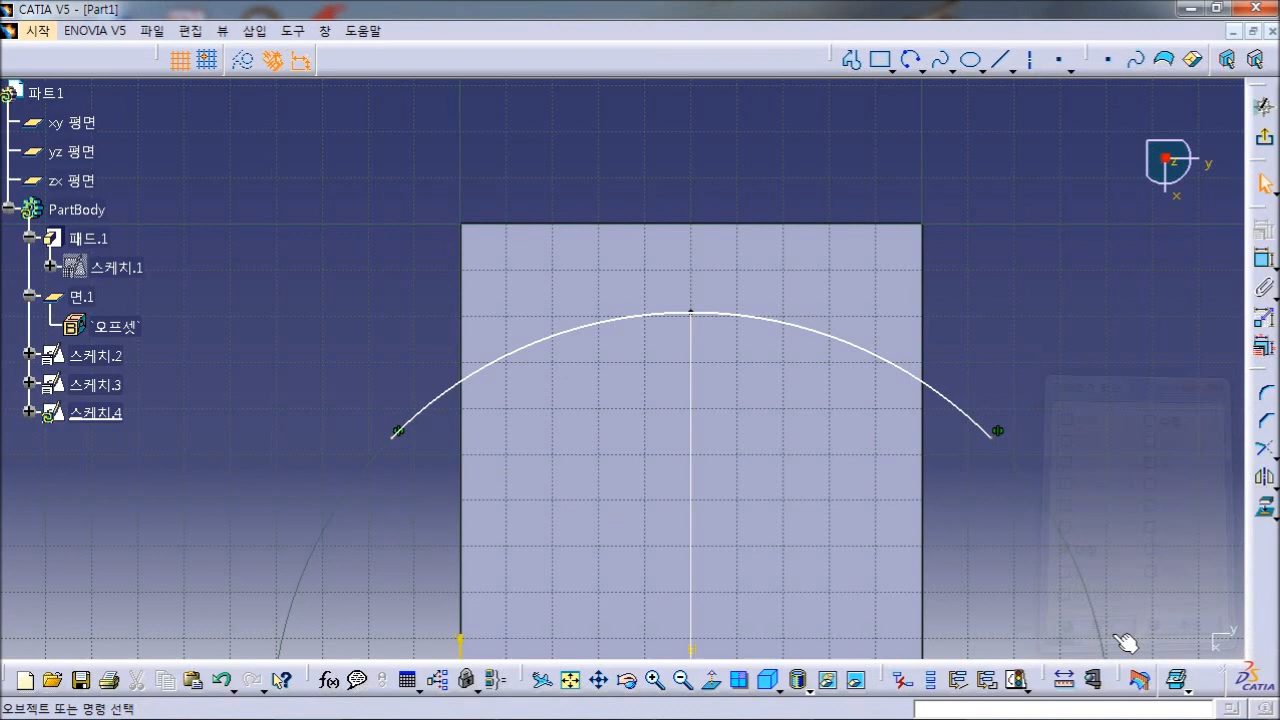 CATIA V5 - [Part1]
시작 ENOVIA V5 파일 편집 뷰 삽입 도구 창 도움말
파트1
xy 평면
yz 평면
zx 평면
PartBody
패드.1
스케치.1
면.1
오프셋`
스케치.2
스케치.3
스케치.4
z y
x
y
f(x)
CATIA
오브젝트 또는 명령 선택